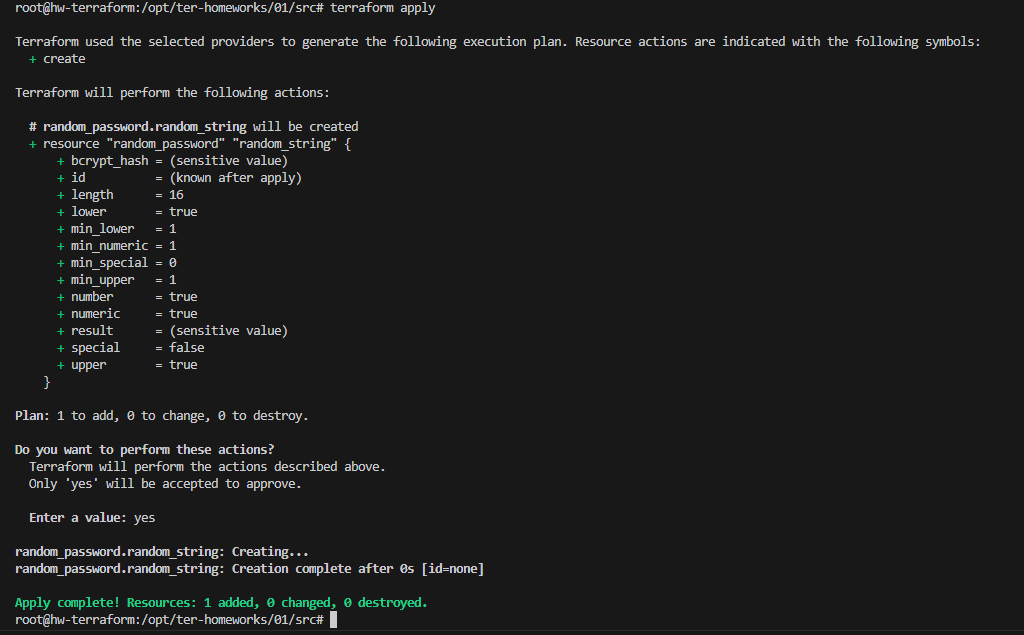 root@hw-terraform:/opt/ter-homeworks/01/src# terraform apply
Terraform used the selected providers to generate the following execution plan. Resource actions are indicated with the following symbols:
  + create
Terraform will perform the following actions:
  # random_password.random_string will be created
  + resource "random_password" "random_string" {
      + bcrypt_hash = (sensitive value)
      + id          = (known after apply)
      + length      = 16
      + lower       = true
      + min_lower   = 1
      + min_numeric = 1
      + min_special = 0
      + min_upper   = 1
      + number      = true
      + numeric     = true
      + result      = (sensitive value)
      + special     = false
      + upper       = true
    }
Plan: 1 to add, 0 to change, 0 to destroy.
Do you want to perform these actions?
  Terraform will perform the actions described above.
  Only 'yes' will be accepted to approve.
  Enter a value: yes
random_password.random_string: Creating...
random_password.random_string: Creation complete after 0s [id=none]
Apply complete! Resources: 1 added, 0 changed, 0 destroyed.
root@hw-terraform:/opt/ter-homeworks/01/src#